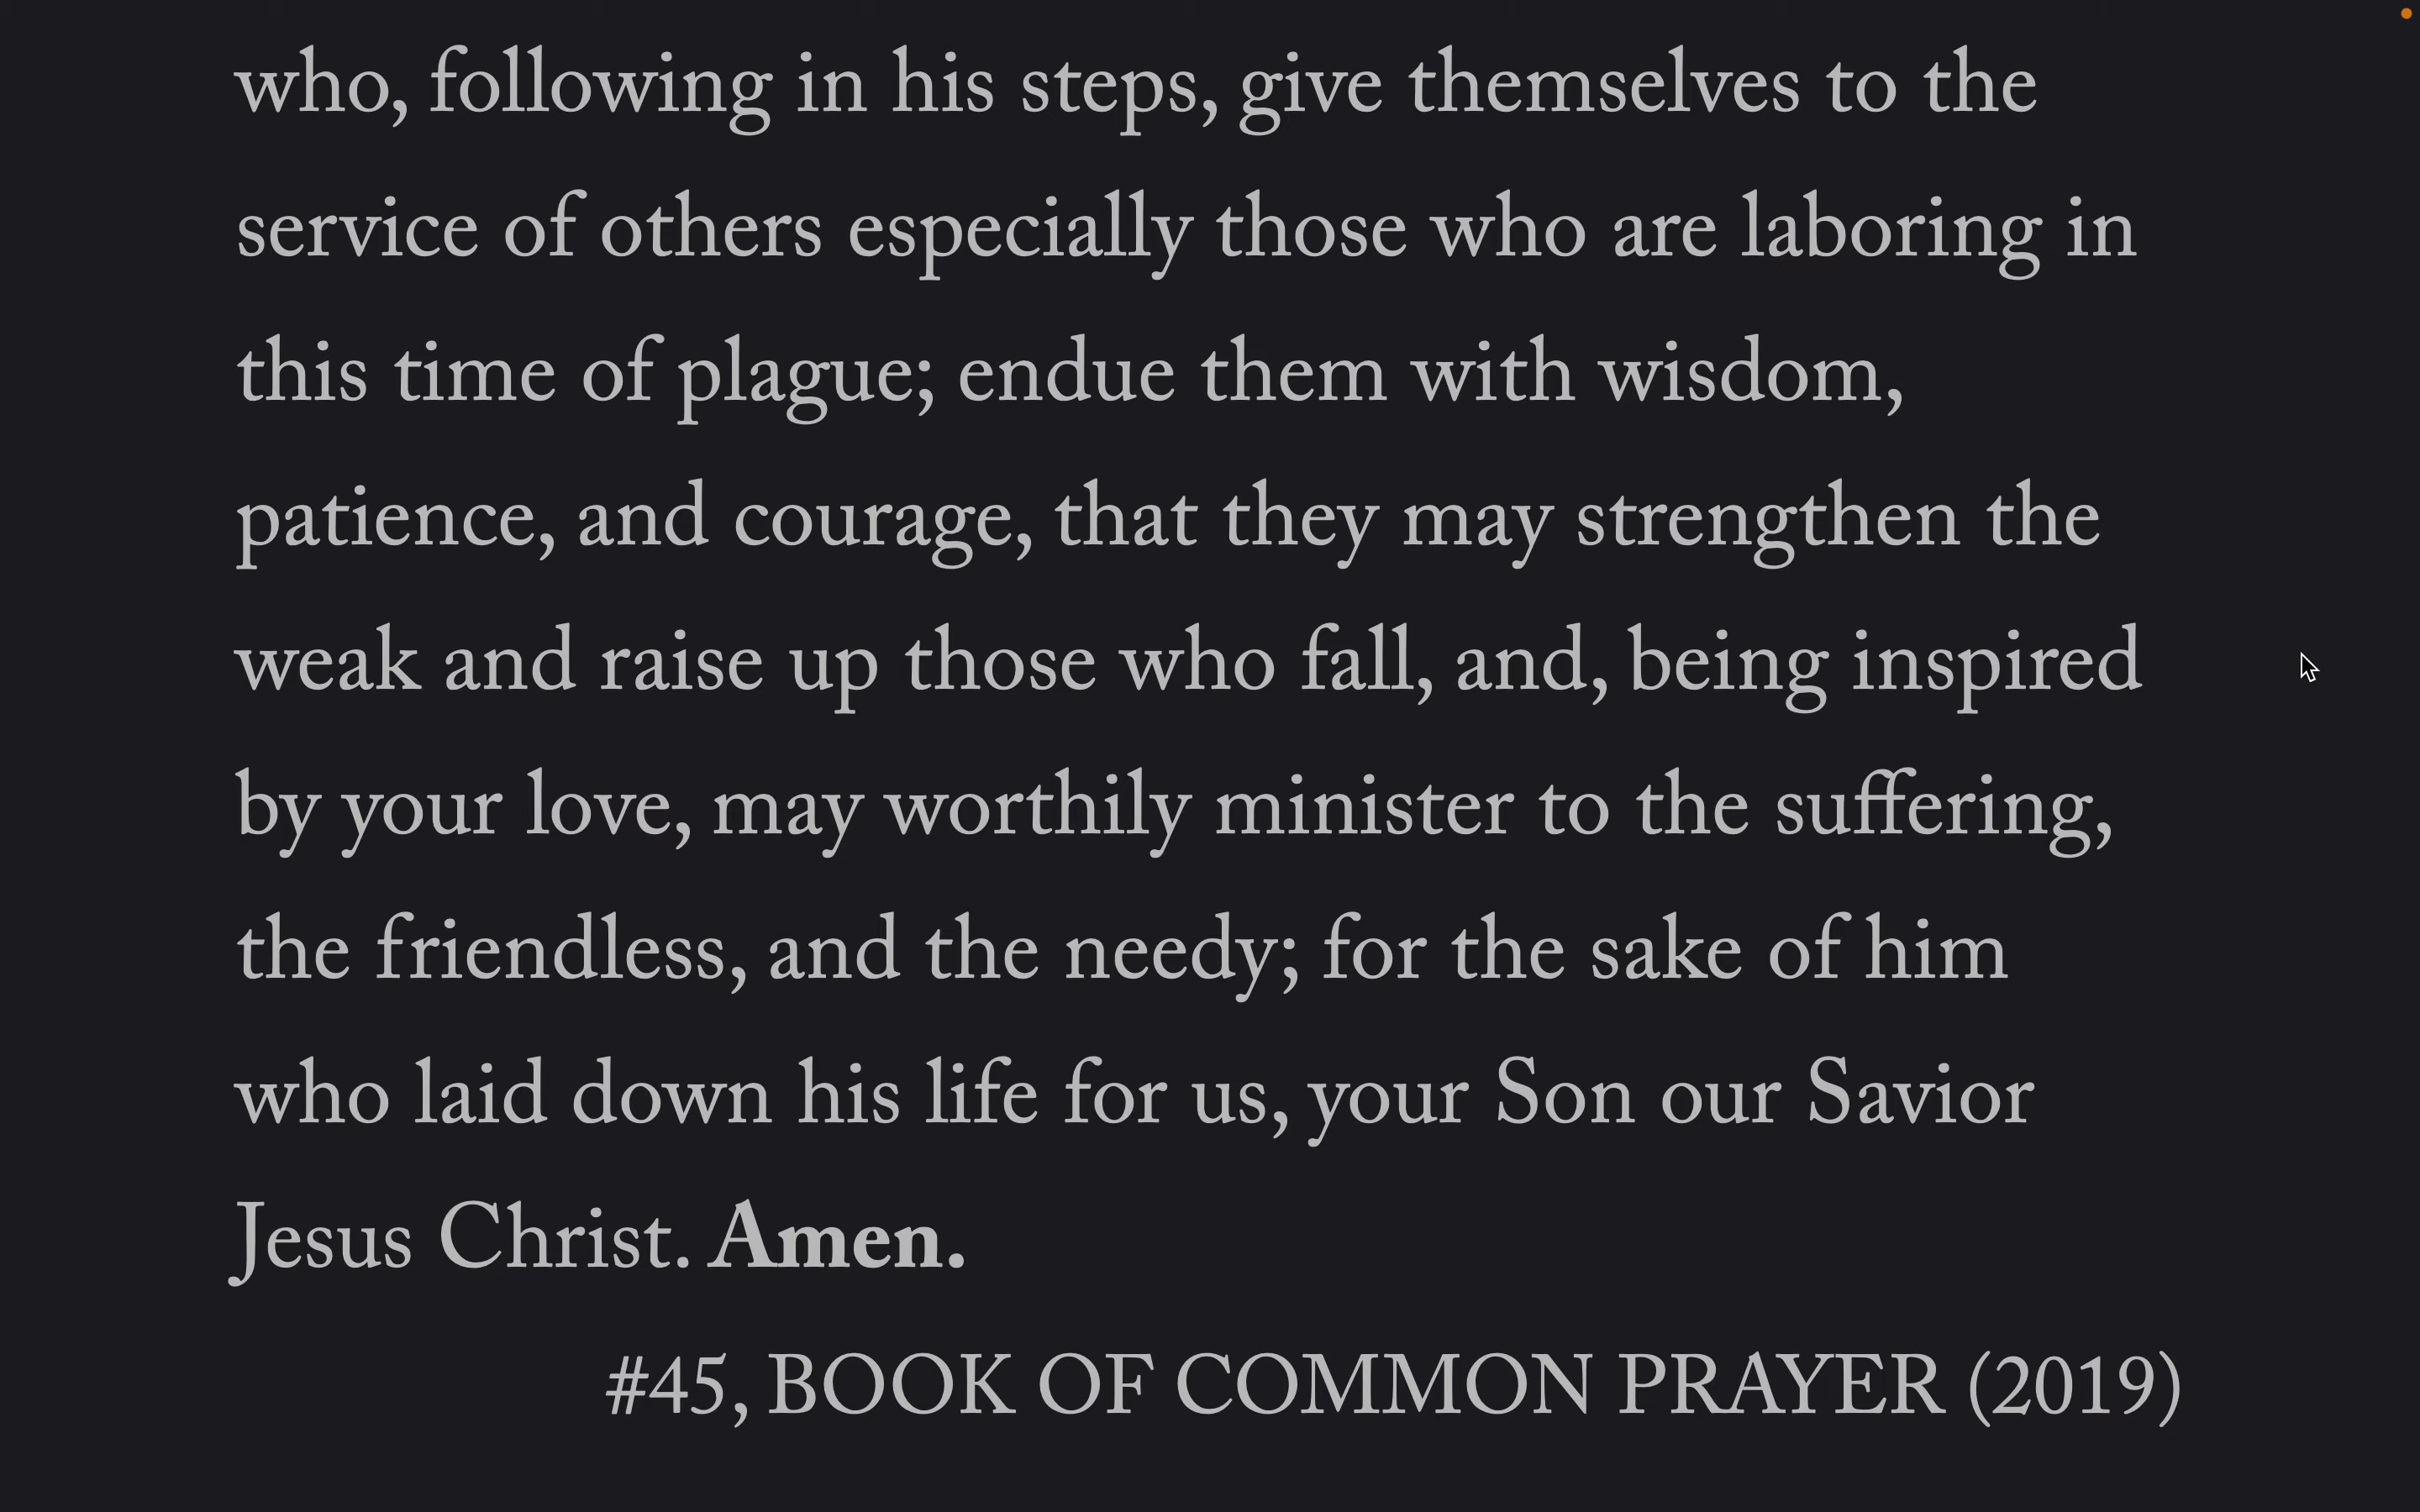 who, following in his steps, give themselves to the
service of others especially those who are laboring in
this time of plague; endue them with wisdom,
patience, and courage, that they may strengthen the
weak and raise up those who fall, and, being inspired
by your love, may worthily minister to the suffering,
the friendless, and the needy; for the sake of him
who laid down his life for us, your Son our Savior
Jesus Christ. Amen.
#45, BOOK OF COMMON PRAYER (2019)